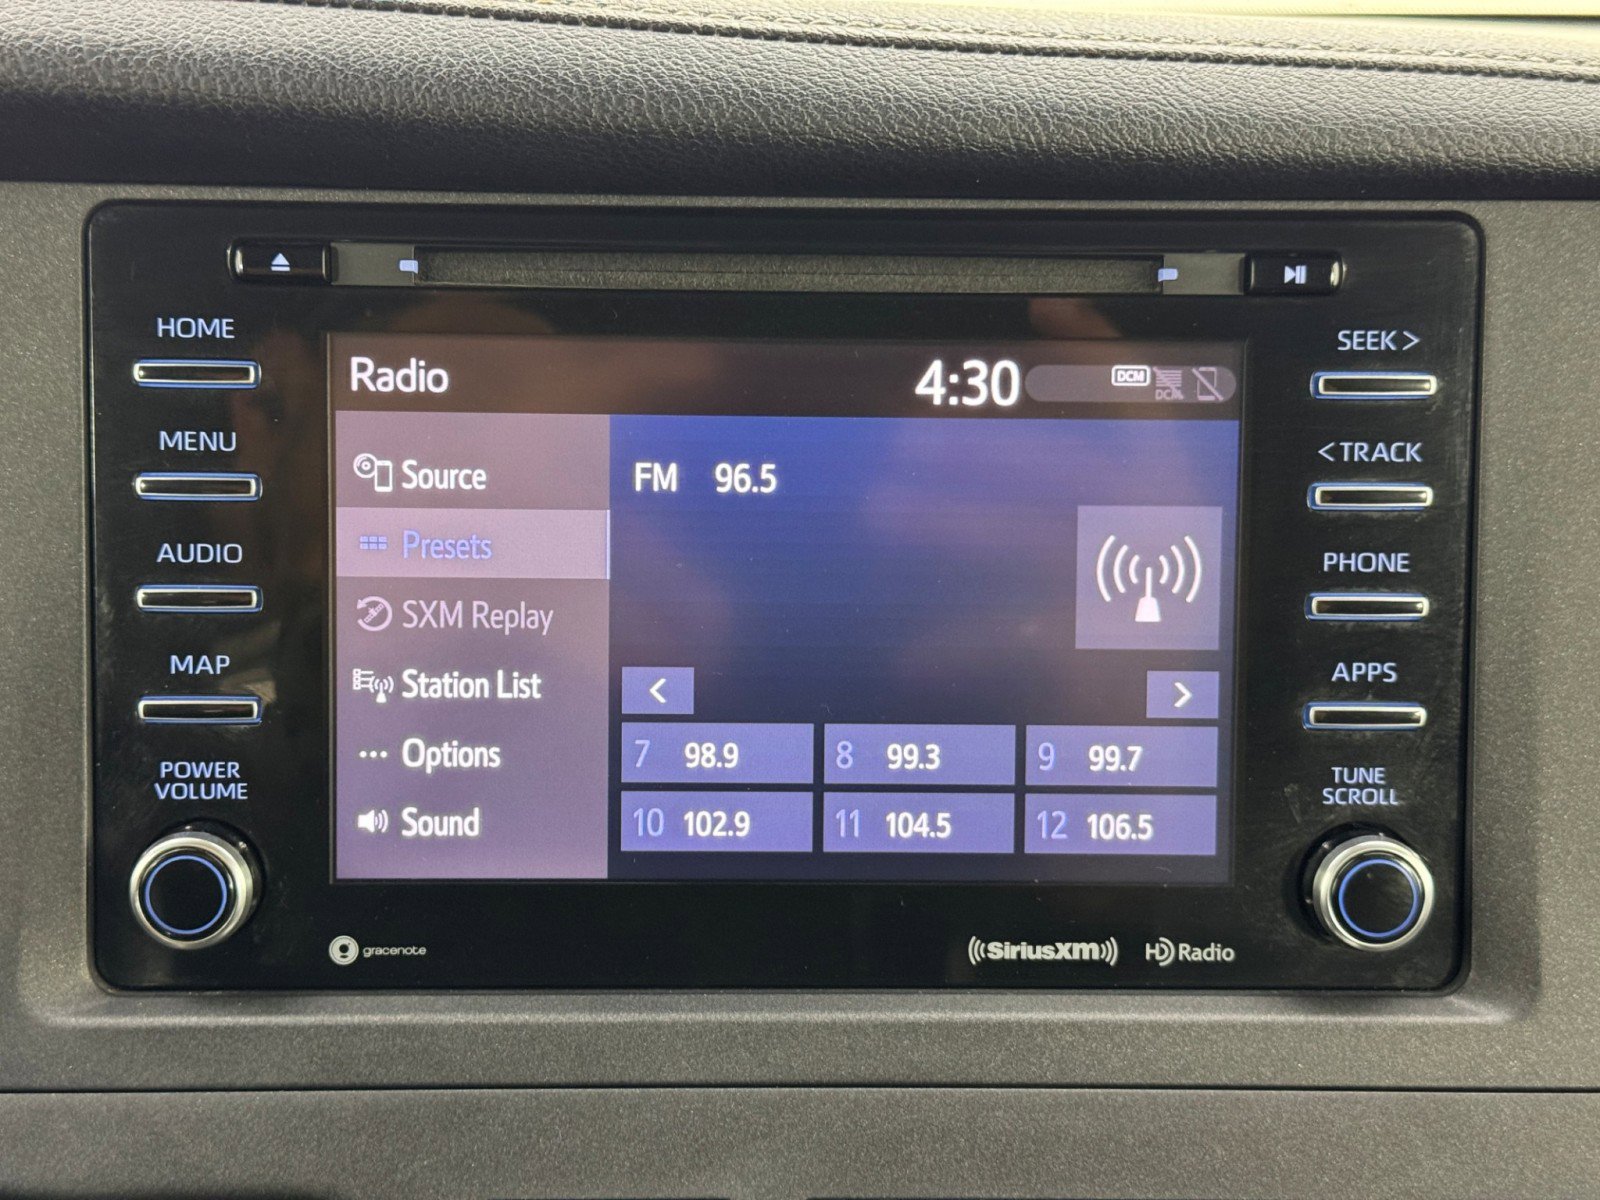 HOME
MENU
AUDIO
MAP
POWER
VOLUME
Radio
4:30
DCM
DCM
Source
Presets
SXM Replay
Station List
Options
Sound
FM 96.5
<
>
7 98.9
8 99.3
9 99.7
10 102.9
11 104.5
12 106.5
SEEK >
< TRACK
PHONE
APPS
TUNE
SCROLL
gracenote
SiriusXM
HD Radio